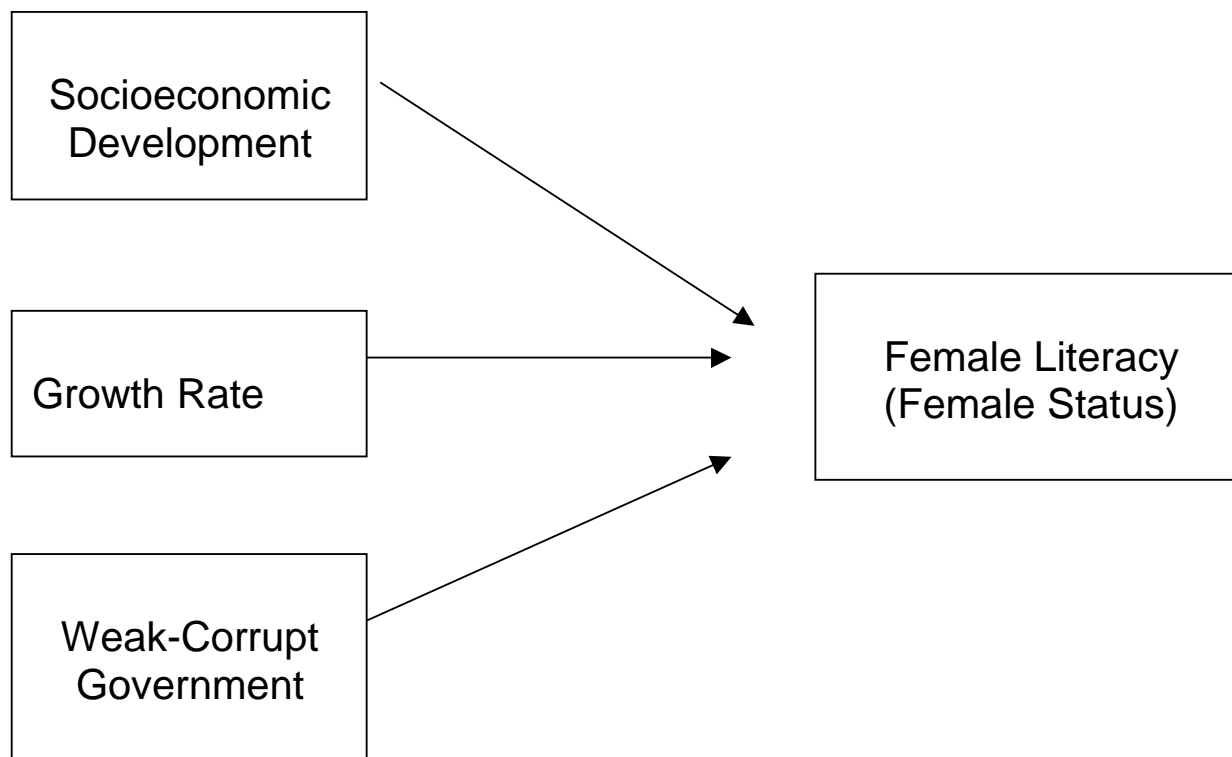 Socioeconomic
Development
Growth Rate
Female Literacy
(Female Status)
Weak-Corrupt
Government